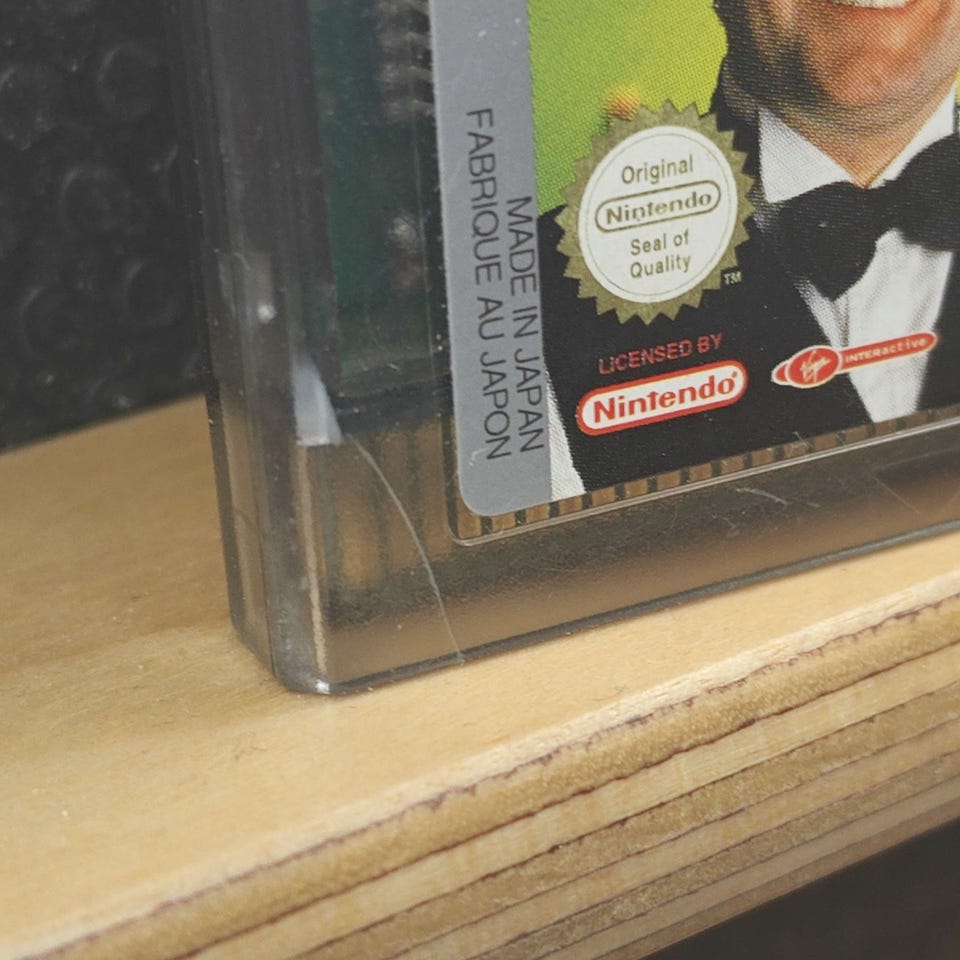 FABRIQUE AU JAPON
MADE IN JAPAN
Original
Nintendo
Seal of
Quality
TM
LICENSED BY
Nintendo®
Virgin
INTERactive